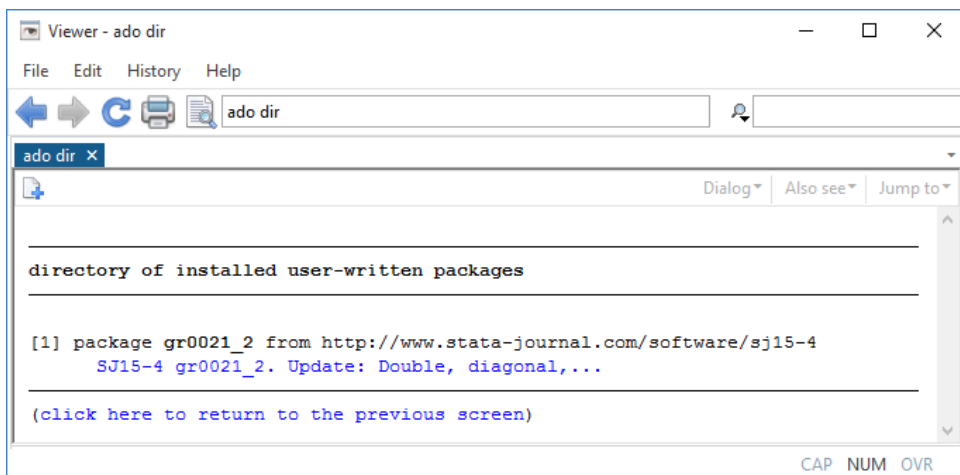 Viewer - ado dir
File Edit History Help
ado dir
ado dir
Dialog Also see Jump to
directory of installed user-written packages
[1] package gr0021_2 from http://www.stata-journal.com/software/sj15-4
SJ15-4 gr0021_2. Update: Double, diagonal,...
(click here to return to the previous screen)
CAP NUM OVR